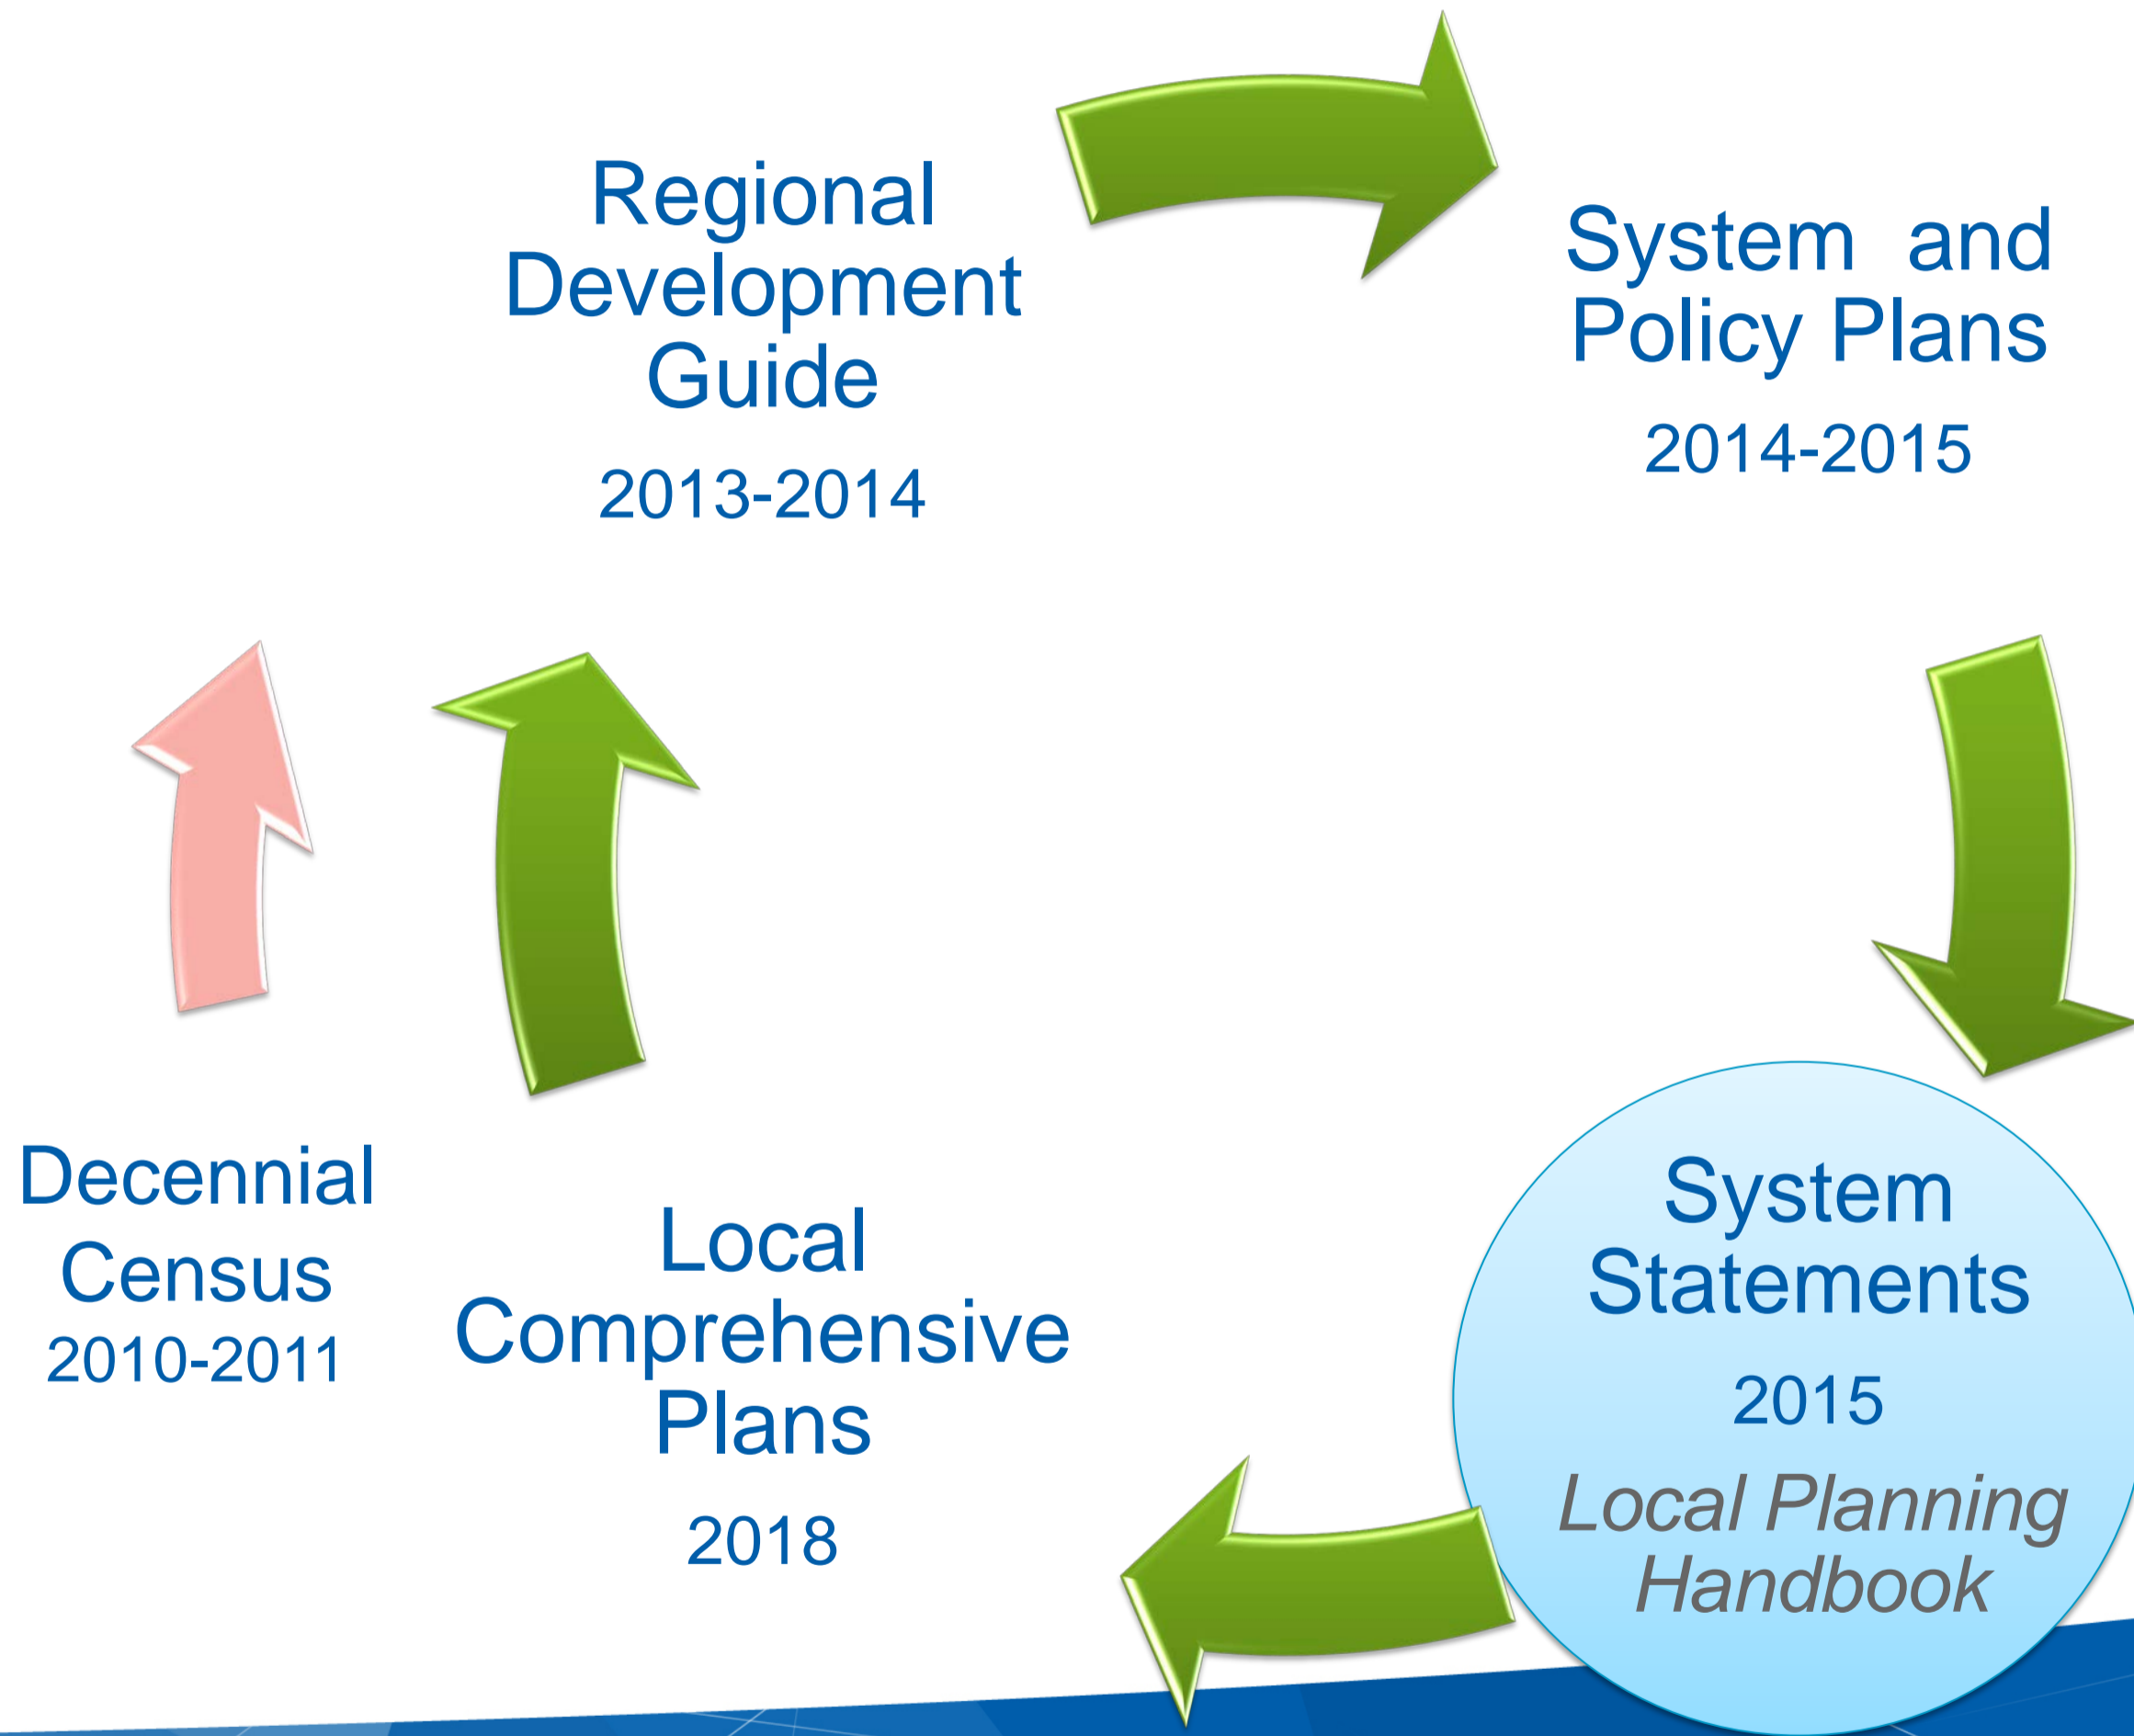 Regional
Development
Guide
2013-2014
System and
Policy Plans
2014-2015
Decennial
Census
2010-2011
Local
Comprehensive
Plans
2018
System
Statements
2015
Local Planning
Handbook